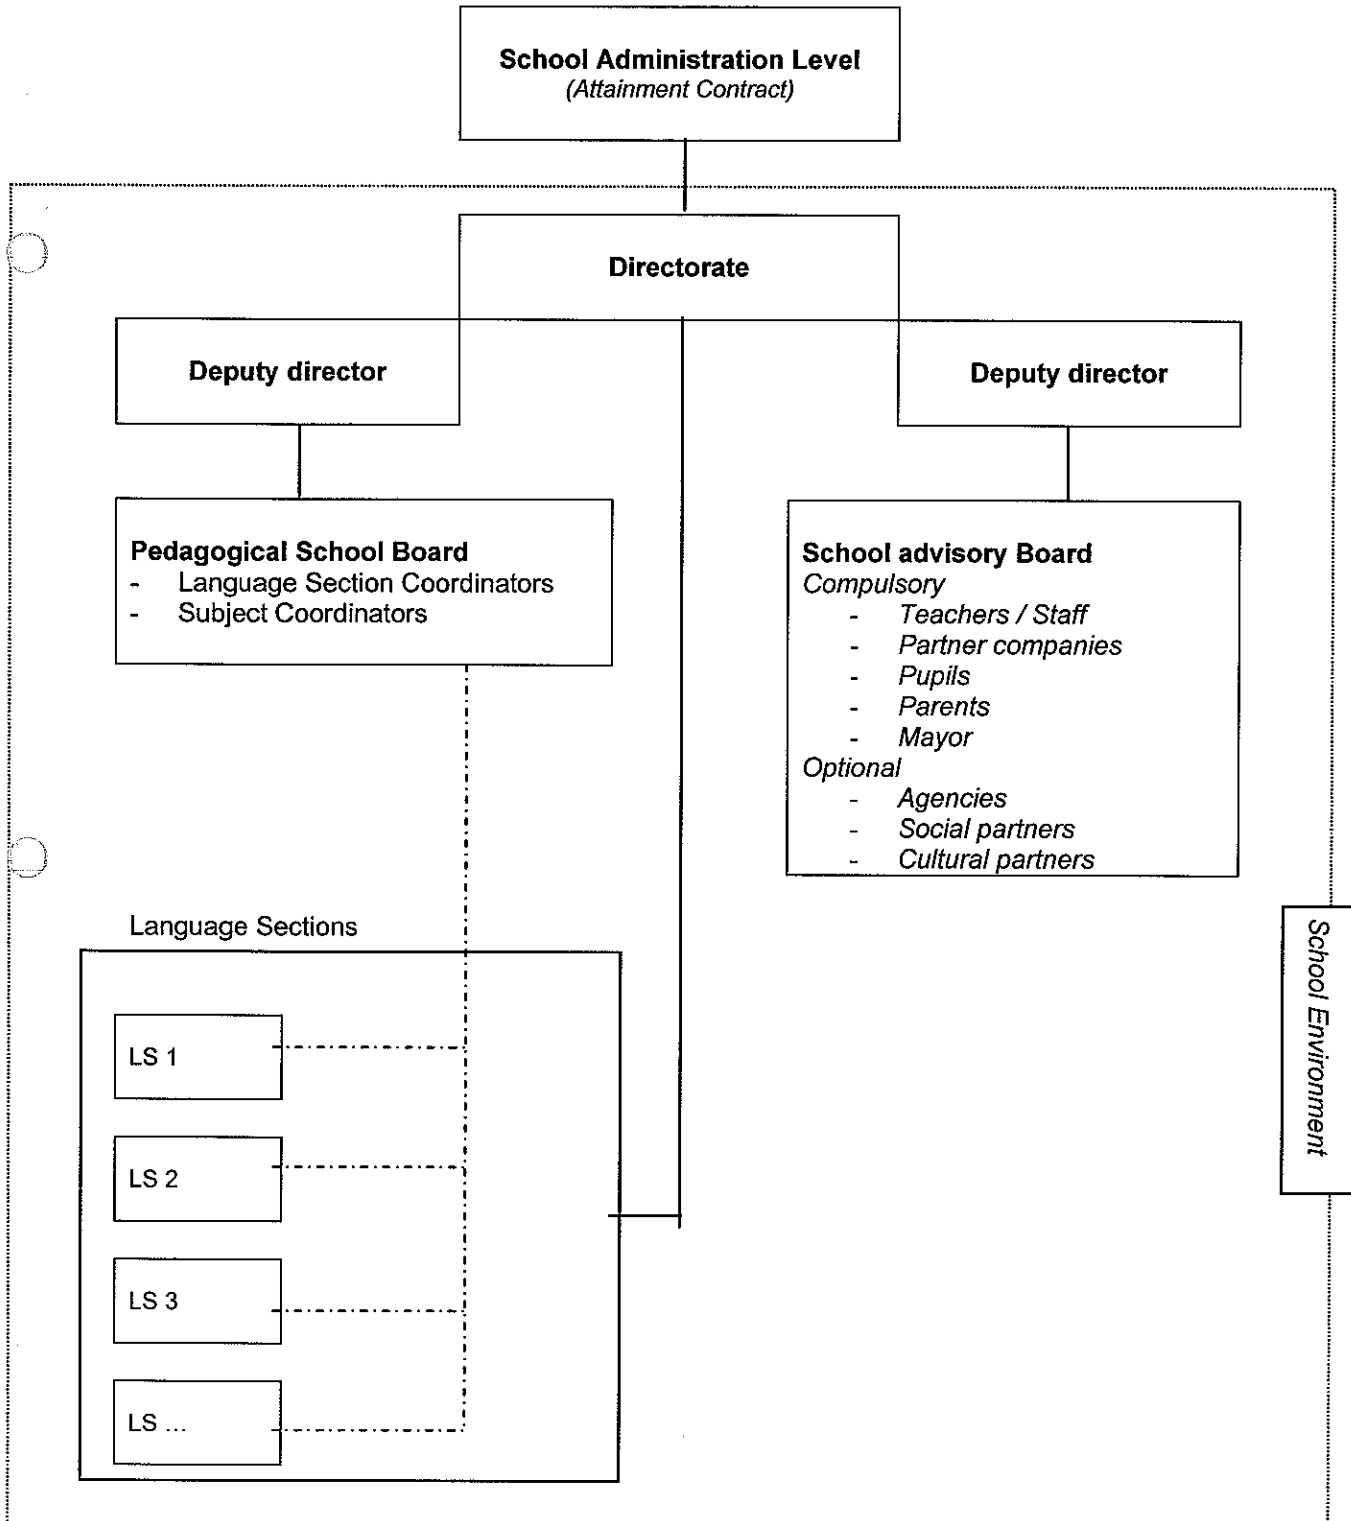 School Administration Level
(Attainment Contract)
Directorate
Deputy director
Deputy director
Pedagogical School Board
- Language Section Coordinators
- Subject Coordinators
School advisory Board
Compulsory
- Teachers / Staff
- Partner companies
- Pupils
- Parents
- Mayor
Optional
- Agencies
- Social partners
- Cultural partners
Language Sections
LS 1
LS 2
LS 3
LS ...
School Environment